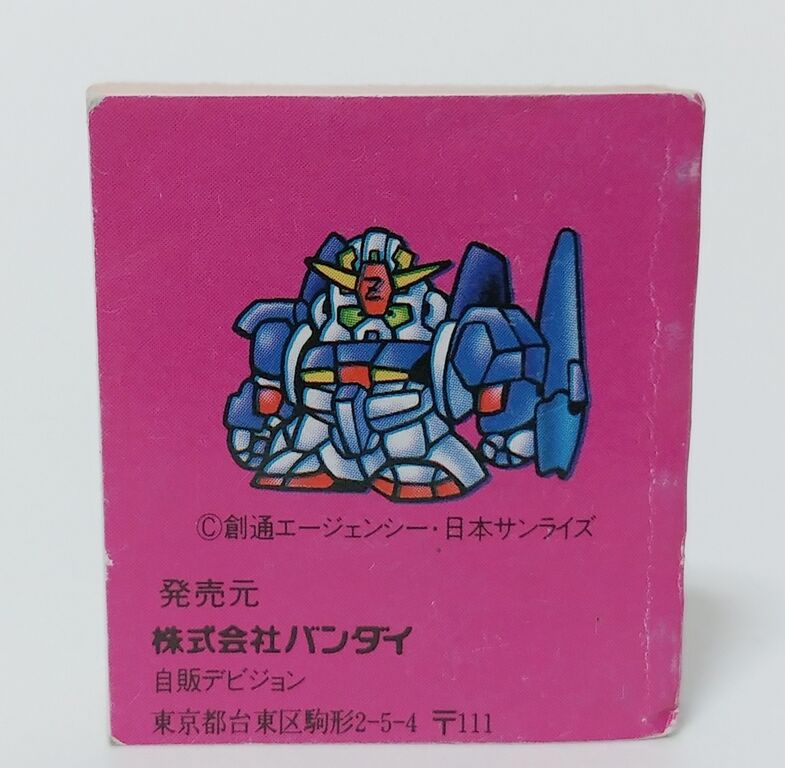 Z
©創通エージェンシー・日本サンライズ
発売元
株式会社バンダイ
自販デビジョン
東京都台東区駒形2-5-4 〒111